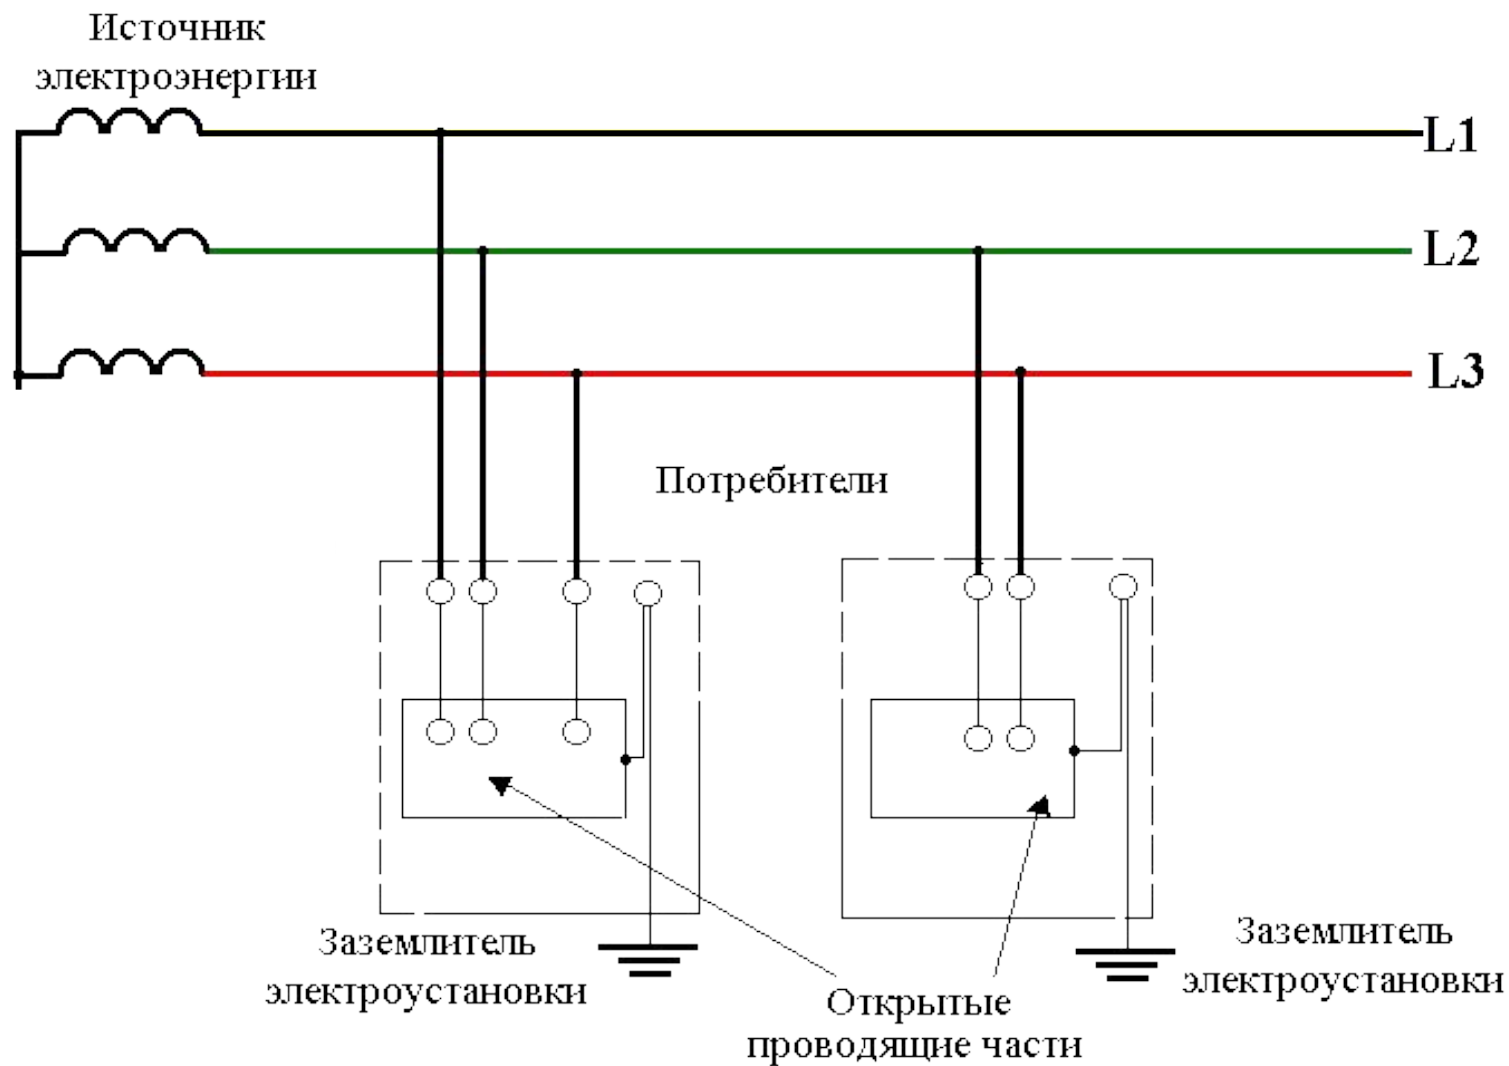 Источник
электроэнергии
L1
L2
L3
Потребители
Заземлитель
электроустановки
Открытые
проводящие части
Заземлитель
электроустановки